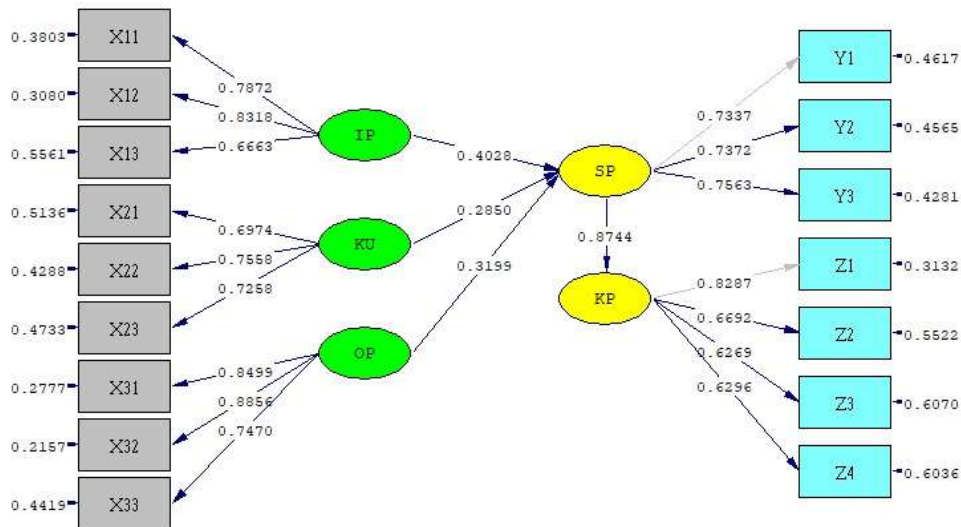 0.3803 X11
0.3080 X12
0.5561 X13
0.5136 X21
0.4288 X22
0.4733 X23
0.2777 X31
0.2157 X32
0.4419 X33
0.7872
0.8318
0.6663
0.6974
0.7558
0.7258
0.8499
0.8856
0.7470
IP
KU
OP
0.4028
0.2850
0.3199
SP
0.8744
KP
0.7337
0.7372
0.7563
0.8287
0.6692
0.6269
0.6296
Y1 0.4617
Y2 0.4565
Y3 0.4281
Z1 0.3132
Z2 0.5522
Z3 0.6070
Z4 0.6036